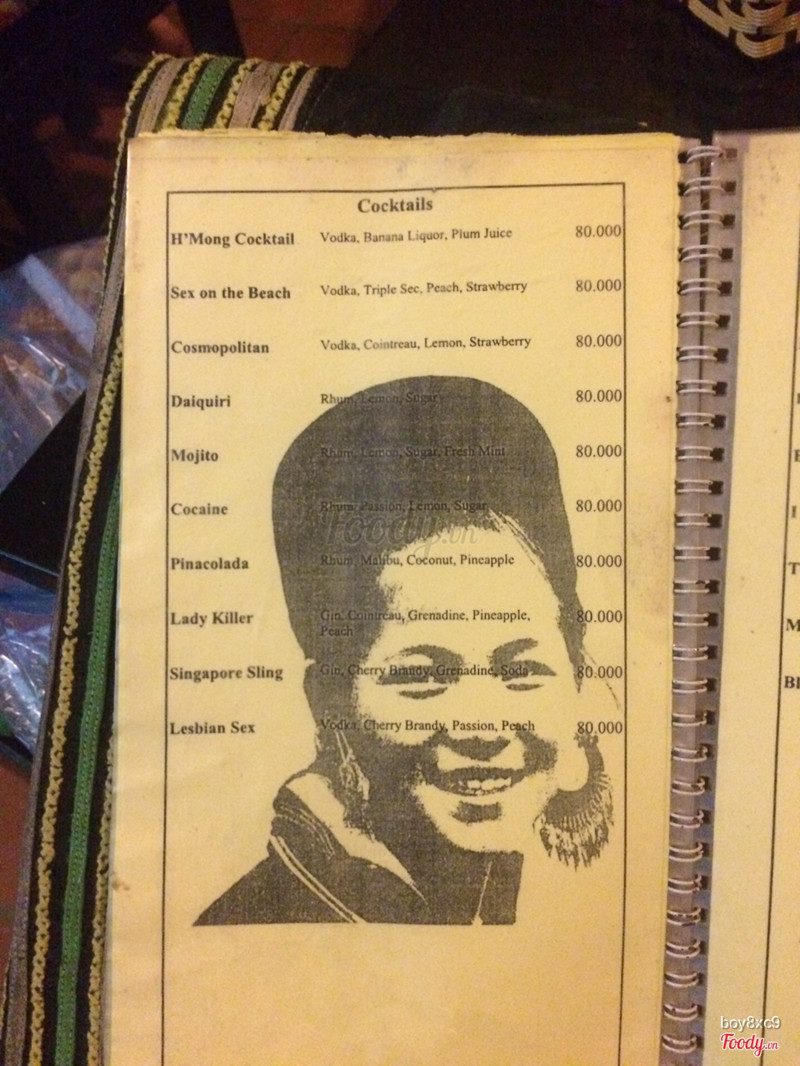 Cocktails
H'Mong Cocktail Vodka, Banana Liquor, Plum Juice 80.000
Sex on the Beach Vodka, Triple Sec, Peach, Strawberry 80.000
Cosmopolitan Vodka, Cointreau, Lemon, Strawberry 80.000
Daiquiri Rhum, Lemon, Sugar 80.000
Mojito Rhum, Lemon, Sugar, Fresh Mint 80.000
Cocaine Rhum, Passion, Lemon, Sugar 80.000
Foody.vn
Pinacolada Rhum, Malibu, Coconut, Pineapple 80.000
Lady Killer Gin, Cointreau, Grenadine, Pineapple, 80.000
Peach
Singapore Sling Gin, Cherry Brandy, Grenadine, Soda 80.000
Lesbian Sex Vodka, Cherry Brandy, Passion, Peach 80.000
boy8xc9
Foody.vn